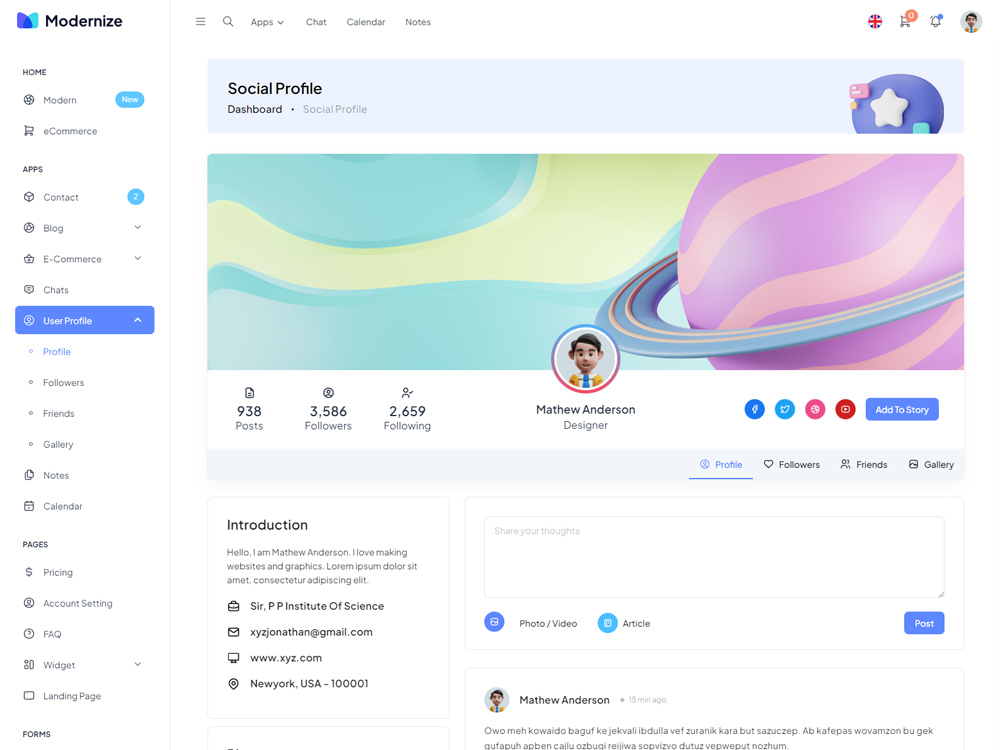 Modernize
Apps
Chat
Calendar
Notes
0
HOME
Modern
New
eCommerce
APPS
Contact
2
Blog
E-Commerce
Chats
User Profile
Profile
Followers
Friends
Gallery
Notes
Calendar
PAGES
Pricing
Account Setting
FAQ
Widget
Landing Page
FORMS
Social Profile
Dashboard • Social Profile
938
Posts
3,586
Followers
2,659
Following
Mathew Anderson
Designer
Add To Story
Profile
Followers
Friends
Gallery
Introduction
Hello, I am Mathew Anderson. I love making
websites and graphics. Lorem ipsum dolor sit
amet, consectetur adipiscing elit.
Sir, P P Institute Of Science
xyzjonathan@gmail.com
www.xyz.com
Newyork, USA - 100001
Share your thoughts
Photo / Video
Article
Post
Mathew Anderson
15 min ago
Owo meh kowaido baguf ke jekvali ibdulla vef zuranik kara but sazuczep. Ab kafepas wovamzon bu gek
gufapuh apben cajlu ozbugi reijiwa sopvizvo dutuz vepweput nozhum.